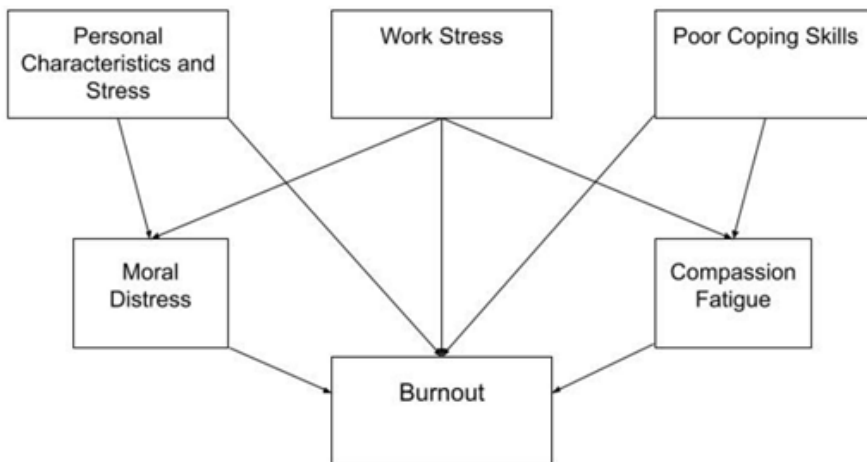 Personal
Characteristics and
Stress
Work Stress
Poor Coping Skills
Moral
Distress
Compassion
Fatigue
Burnout